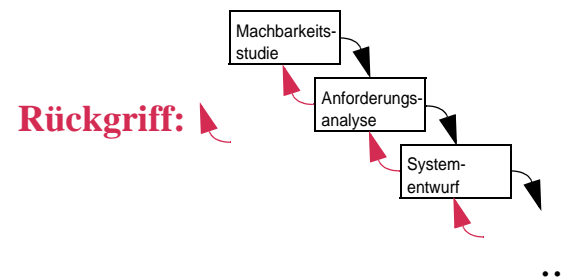 Machbarkeits-
studie
Anforderungs-
analyse
Rückgriff:
System-
entwurf
..